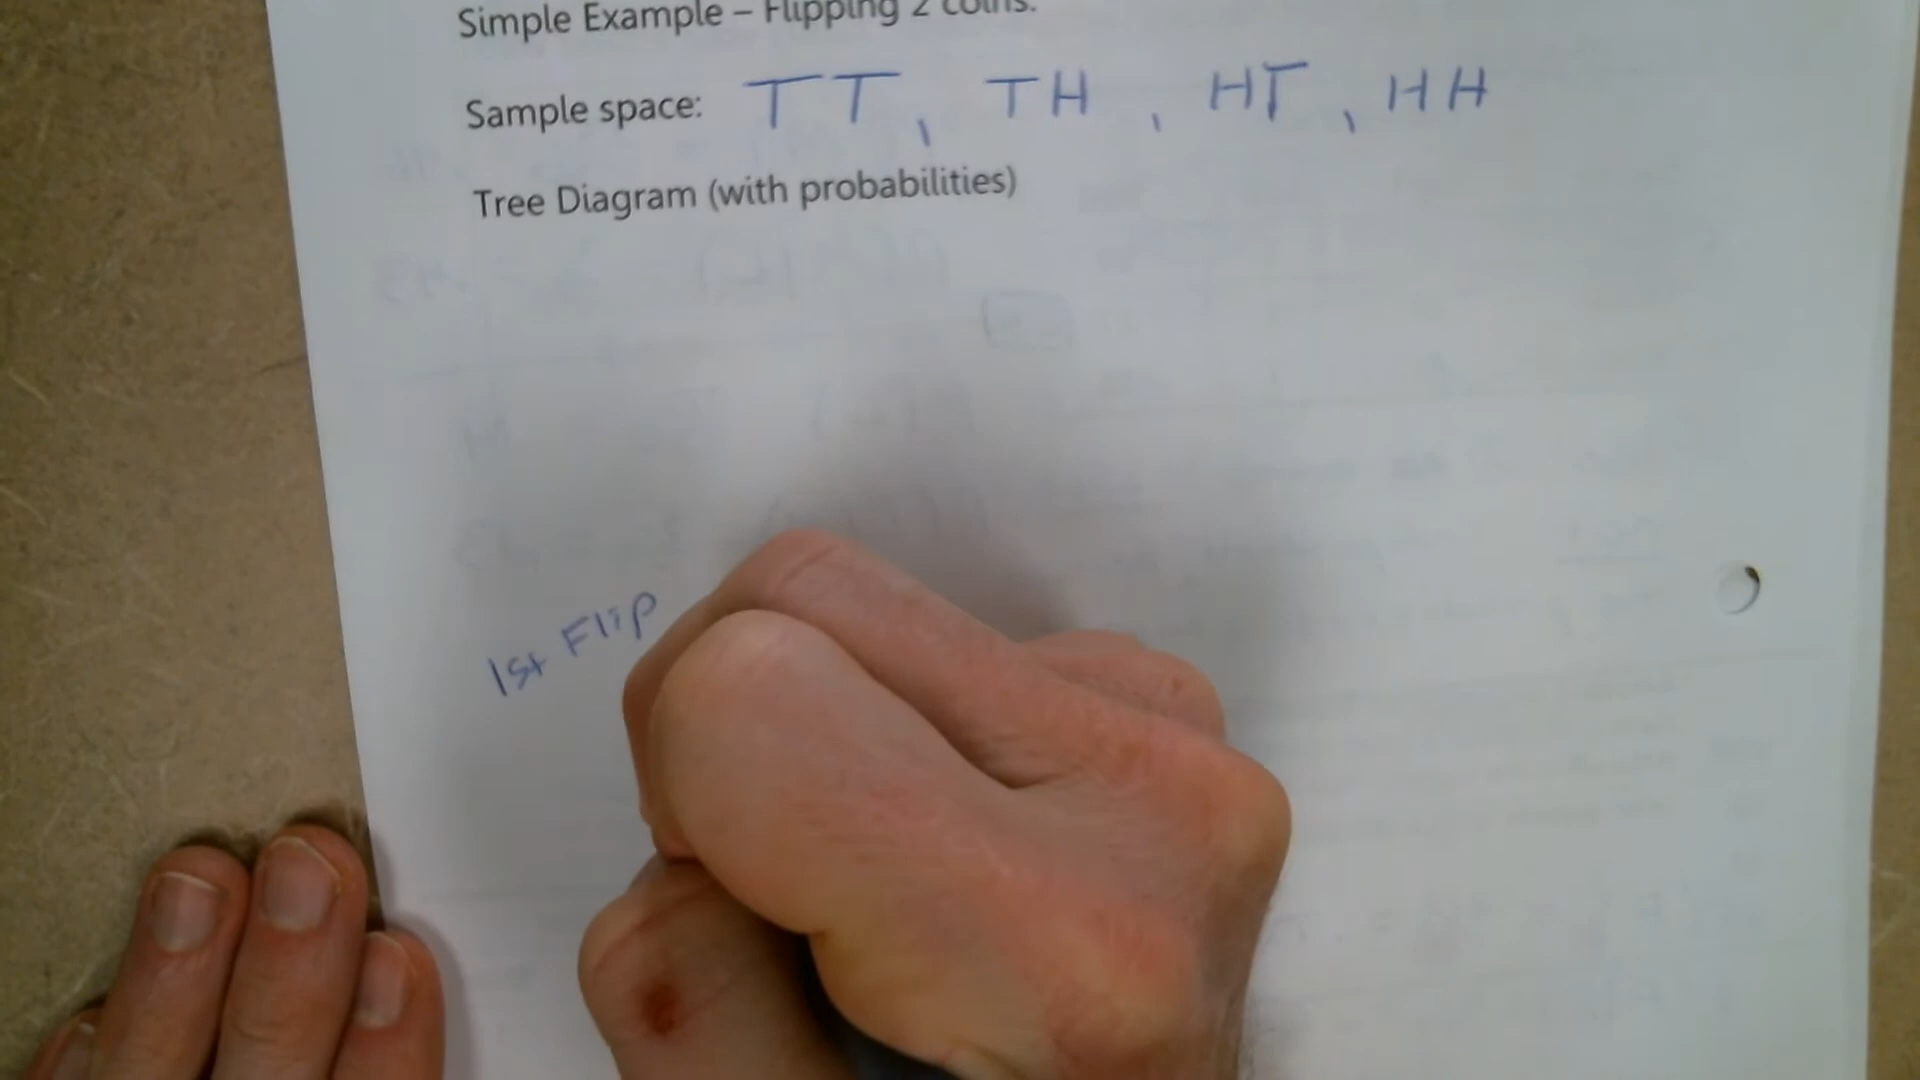 Simple Example – Flipping 2 coins.
Sample space: TT, TH, HT, HH
Tree Diagram (with probabilities)
1st Flip